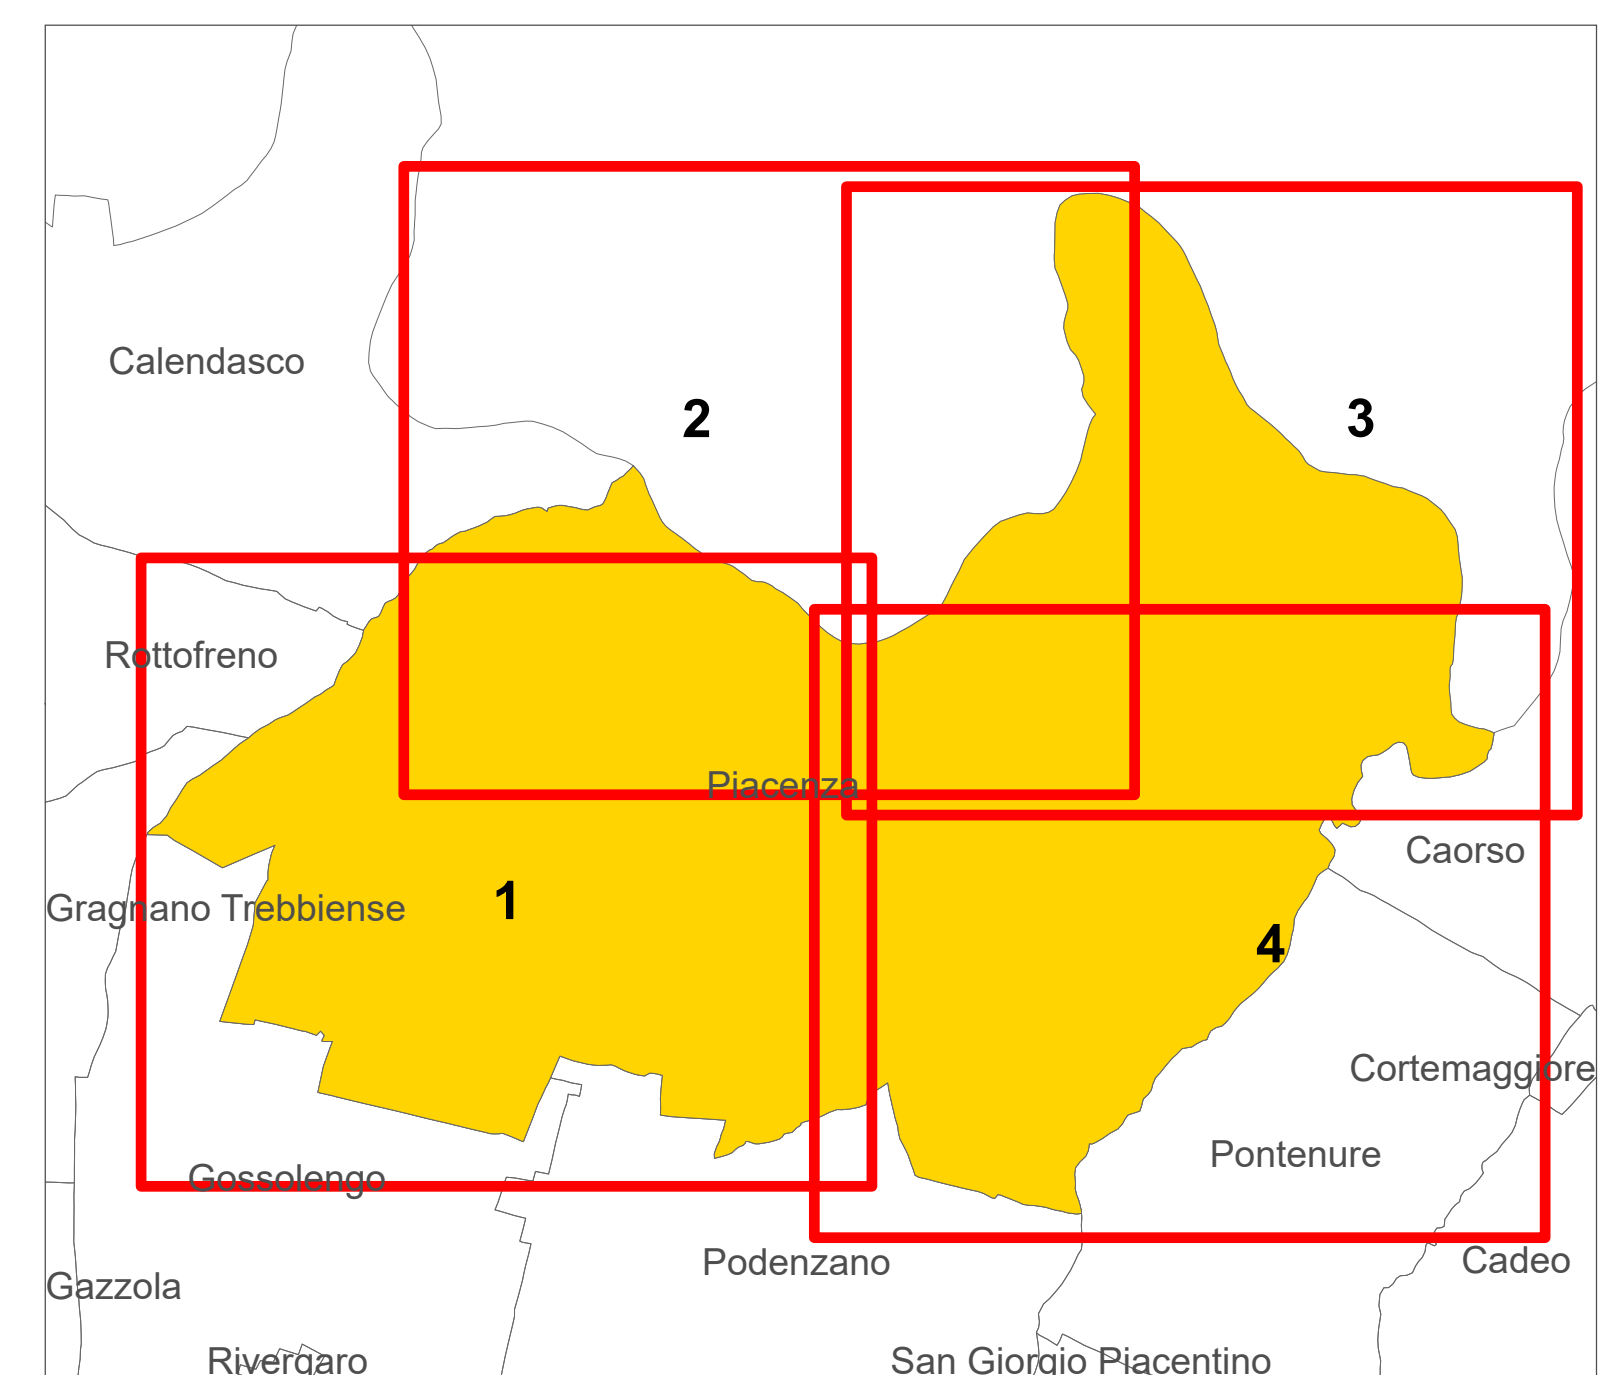 Calendasco
2
3
Rottofreno
Piacenza
Caorso
Gragnano Trebbiense
1
4
Cortemaggiore
Pontenure
Gossolengo
Podenzano
Cadeo
Gazzola
Rivergaro
San Giorgio Piacentino